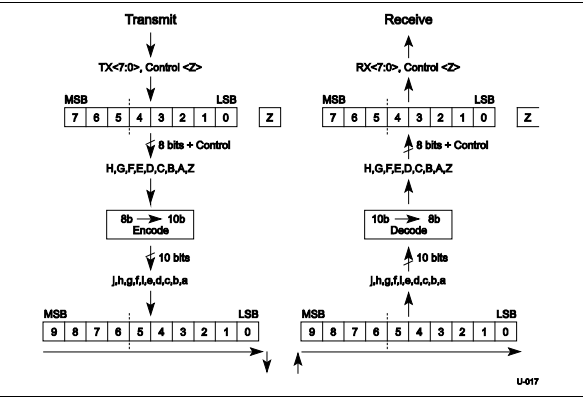 Transmit
TX<7:0>, Control <Z>
MSB LSB
7 6 5 4 3 2 1 0 Z
8 bits + Control
H,G,F,E,D,C,B,A,Z
8b 10b
Encode
10 bits
j,h,g,f,i,e,d,c,b,a
MSB LSB
9 8 7 6 5 4 3 2 1 0
Receive
RX<7:0>, Control <Z>
MSB LSB
7 6 5 4 3 2 1 0 Z
8 bits + Control
H,G,F,E,D,C,B,A,Z
10b 8b
Decode
10 bits
j,h,g,f,i,e,d,c,b,a
MSB LSB
9 8 7 6 5 4 3 2 1 0
U-017